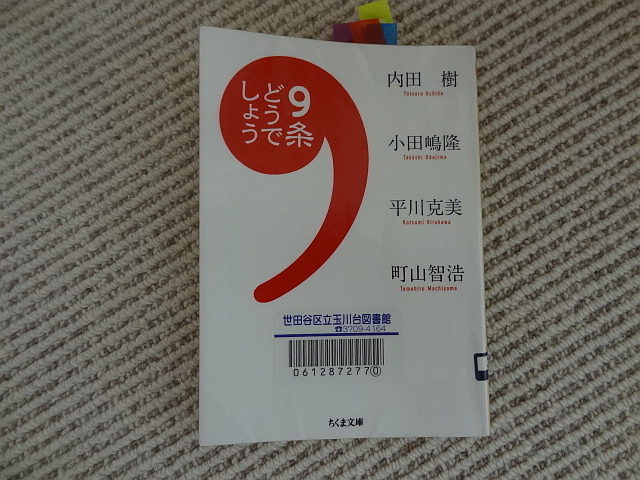 9条
どうで
しょう
内田 樹
Tatsuru Uchida
小田嶋隆
Takashi Odajima
平川克美
Katsumi Hirakawa
町山智浩
Tomohiro Machiyama
世田谷区立玉川台図書館
☎3709-4164
0612872770
ちくま文庫